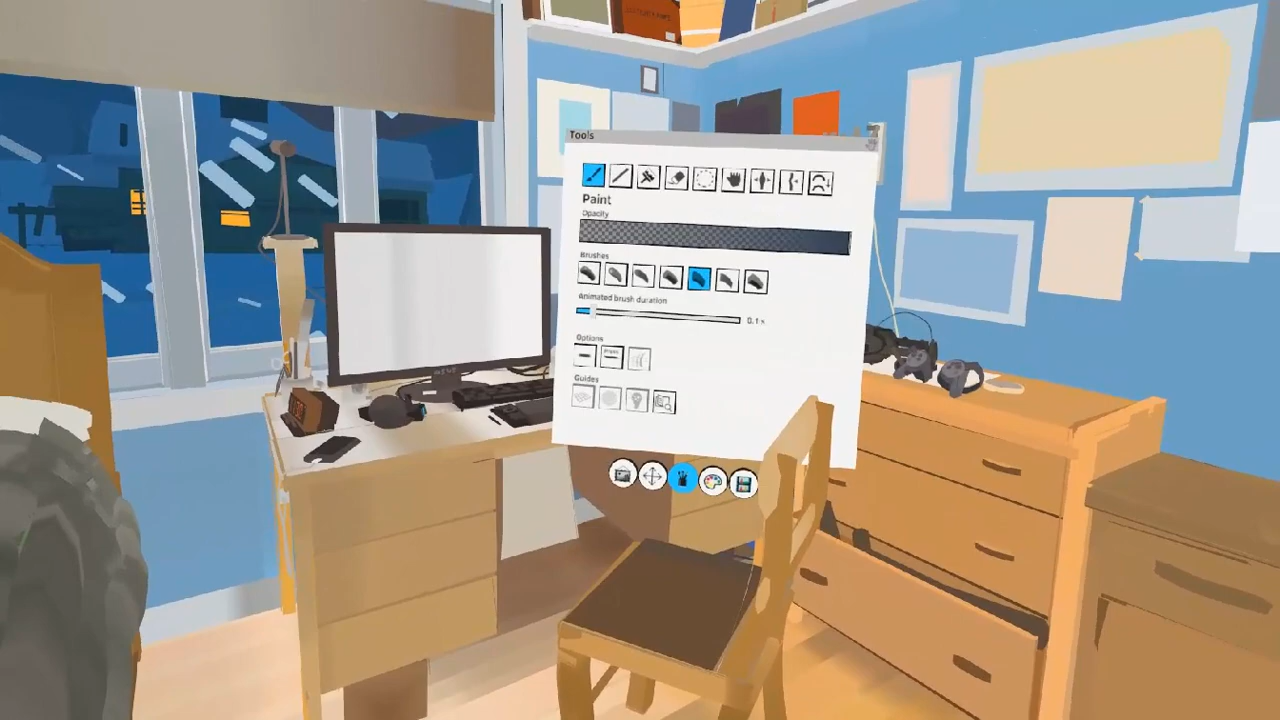 Tools
Paint
Opacity
Brushes
Animated brush duration
0.1 s
Options
Guides